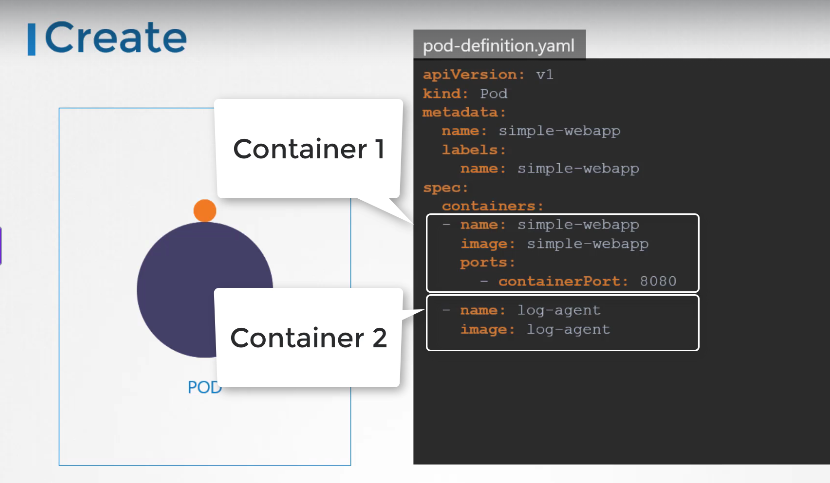 Create
pod-definition.yaml
apiVersion: v1
kind: Pod
metadata:
  name: simple-webapp
  labels:
    name: simple-webapp
spec:
  containers:
  - name: simple-webapp
    image: simple-webapp
    ports:
      - containerPort: 8080
  - name: log-agent
    image: log-agent
Container 1
Container 2
POD